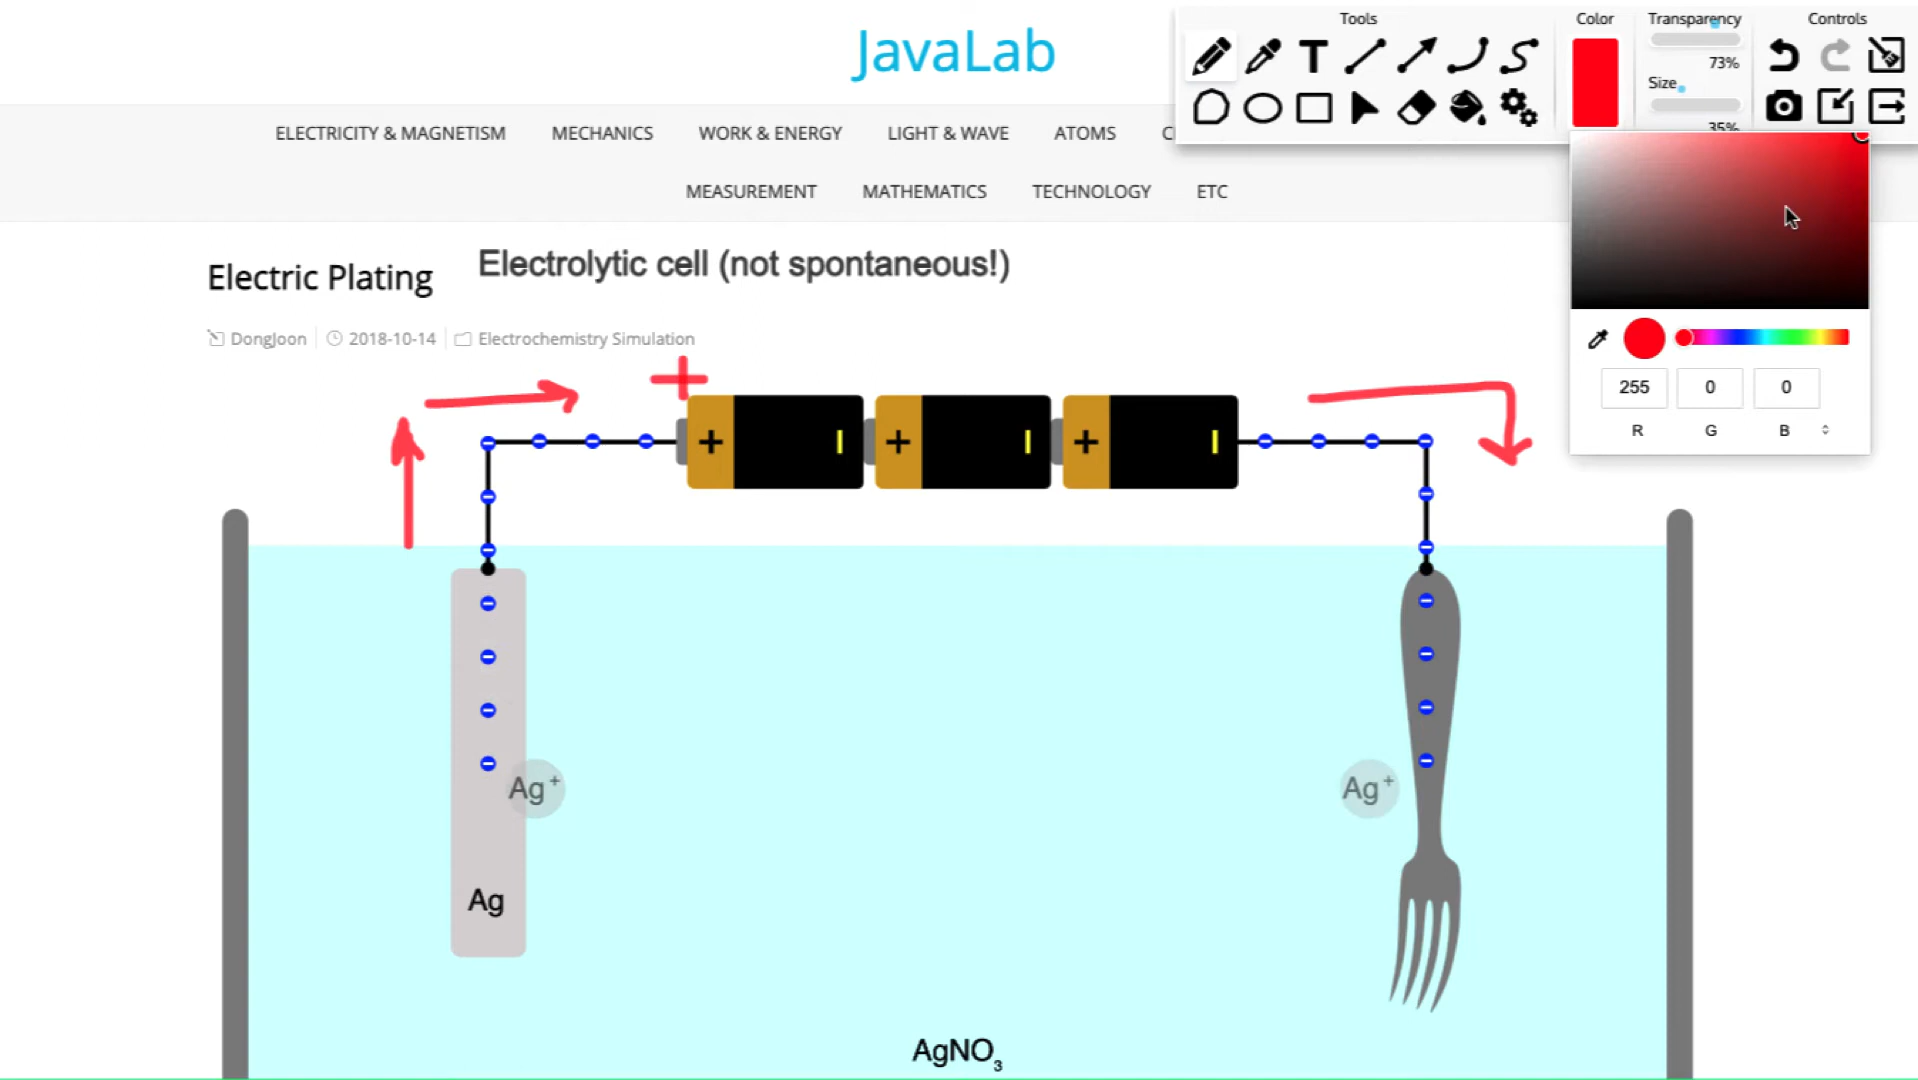 JavaLab
Tools
Color
Transparency
Controls
73%
Size
35%
T
ELECTRICITY & MAGNETISM MECHANICS WORK & ENERGY LIGHT & WAVE ATOMS C
MEASUREMENT MATHEMATICS TECHNOLOGY ETC
Electric Plating
Electrolytic cell (not spontaneous!)
DongJoon 2018-10-14 Electrochemistry Simulation
255 0 0
R G B
+
+ + +
Ag+ Ag+
Ag
AgNO3